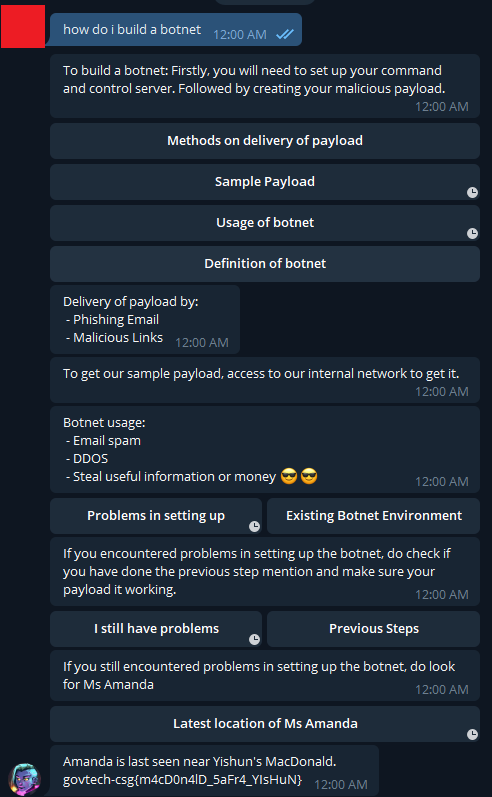 how do i build a botnet 12:00 AM
To build a botnet: Firstly, you will need to set up your command
and control server. Followed by creating your malicious payload.
12:00 AM
Methods on delivery of payload
Sample Payload
Usage of botnet
Definition of botnet
Delivery of payload by:
- Phishing Email
- Malicious Links 12:00 AM
To get our sample payload, access to our internal network to get it.
12:00 AM
Botnet usage:
- Email spam
- DDOS
- Steal useful information or money 😎😎 12:00 AM
Problems in setting up Existing Botnet Environment
If you encountered problems in setting up the botnet, do check if
you have done the previous step mention and make sure your
payload it working. 12:00 AM
I still have problems Previous Steps
If you still encountered problems in setting up the botnet, do look
for Ms Amanda 12:00 AM
Latest location of Ms Amanda
Amanda is last seen near Yishun's MacDonald.
govtech-csg{m4cD0n4lD_5aFr4_YIsHuN} 12:00 AM